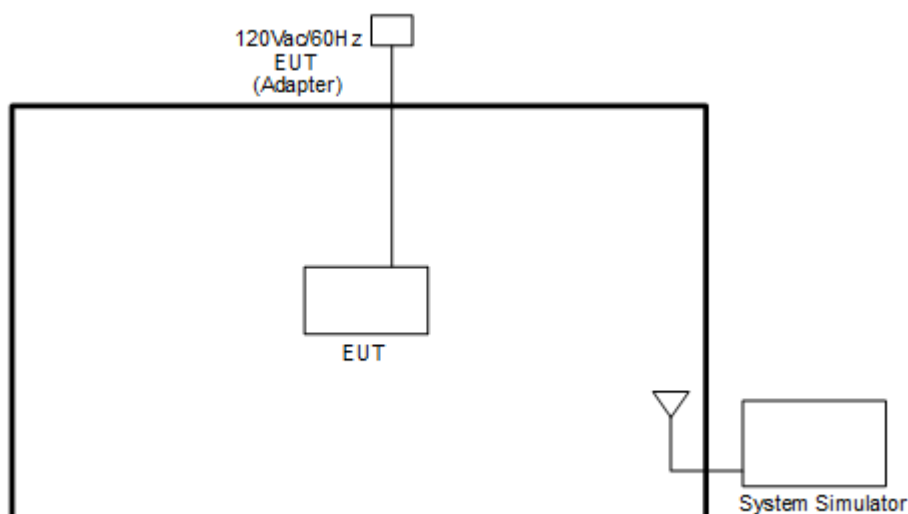 120Vac/60Hz
EUT
(Adapter)
EUT
System Simulator